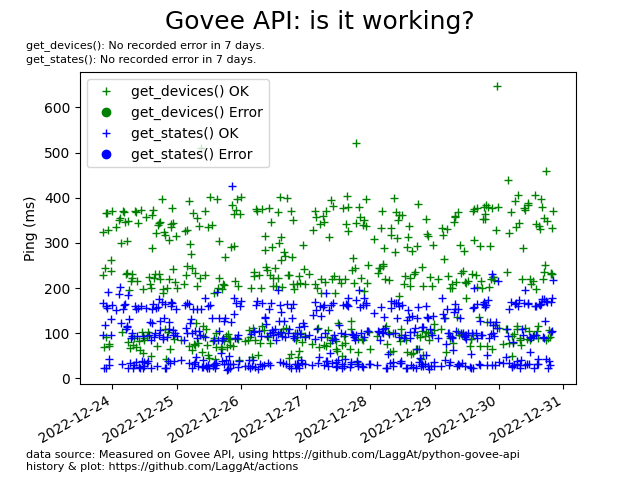 Govee API: is it working?
get_devices(): No recorded error in 7 days.
get_states(): No recorded error in 7 days.
get_devices() OK
get_devices() Error
get_states() OK
get_states() Error
Ping (ms)
600
500
400
300
200
100
0
2022-12-24
2022-12-25
2022-12-26
2022-12-27
2022-12-28
2022-12-29
2022-12-30
2022-12-31
data source: Measured on Govee API, using https://github.com/LaggAt/python-govee-api
history & plot: https://github.com/LaggAt/actions